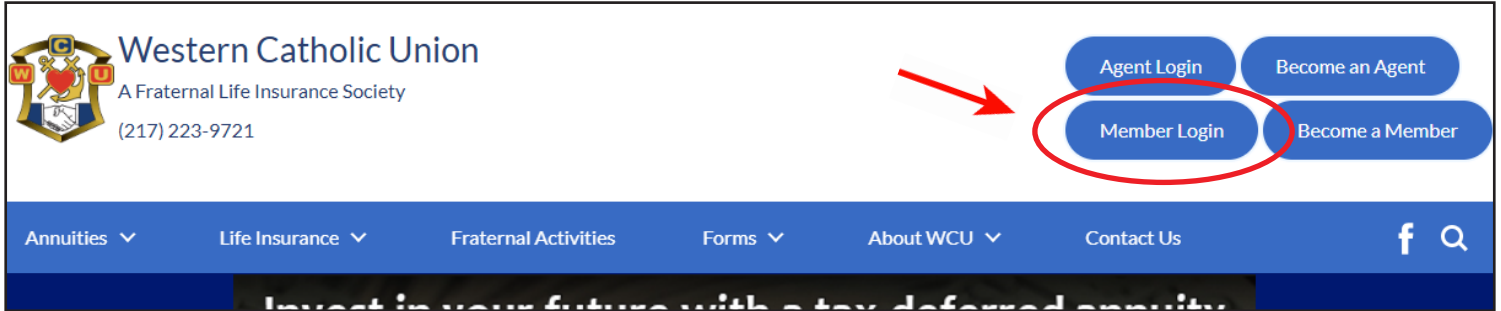 C
W
U
Western Catholic Union
A Fraternal Life Insurance Society
(217) 223-9721
Agent Login
Become an Agent
Member Login
Become a Member
Annuities
Life Insurance
Fraternal Activities
Forms
About WCU
Contact Us
f
Invest in your future with a tax-deferred annuity